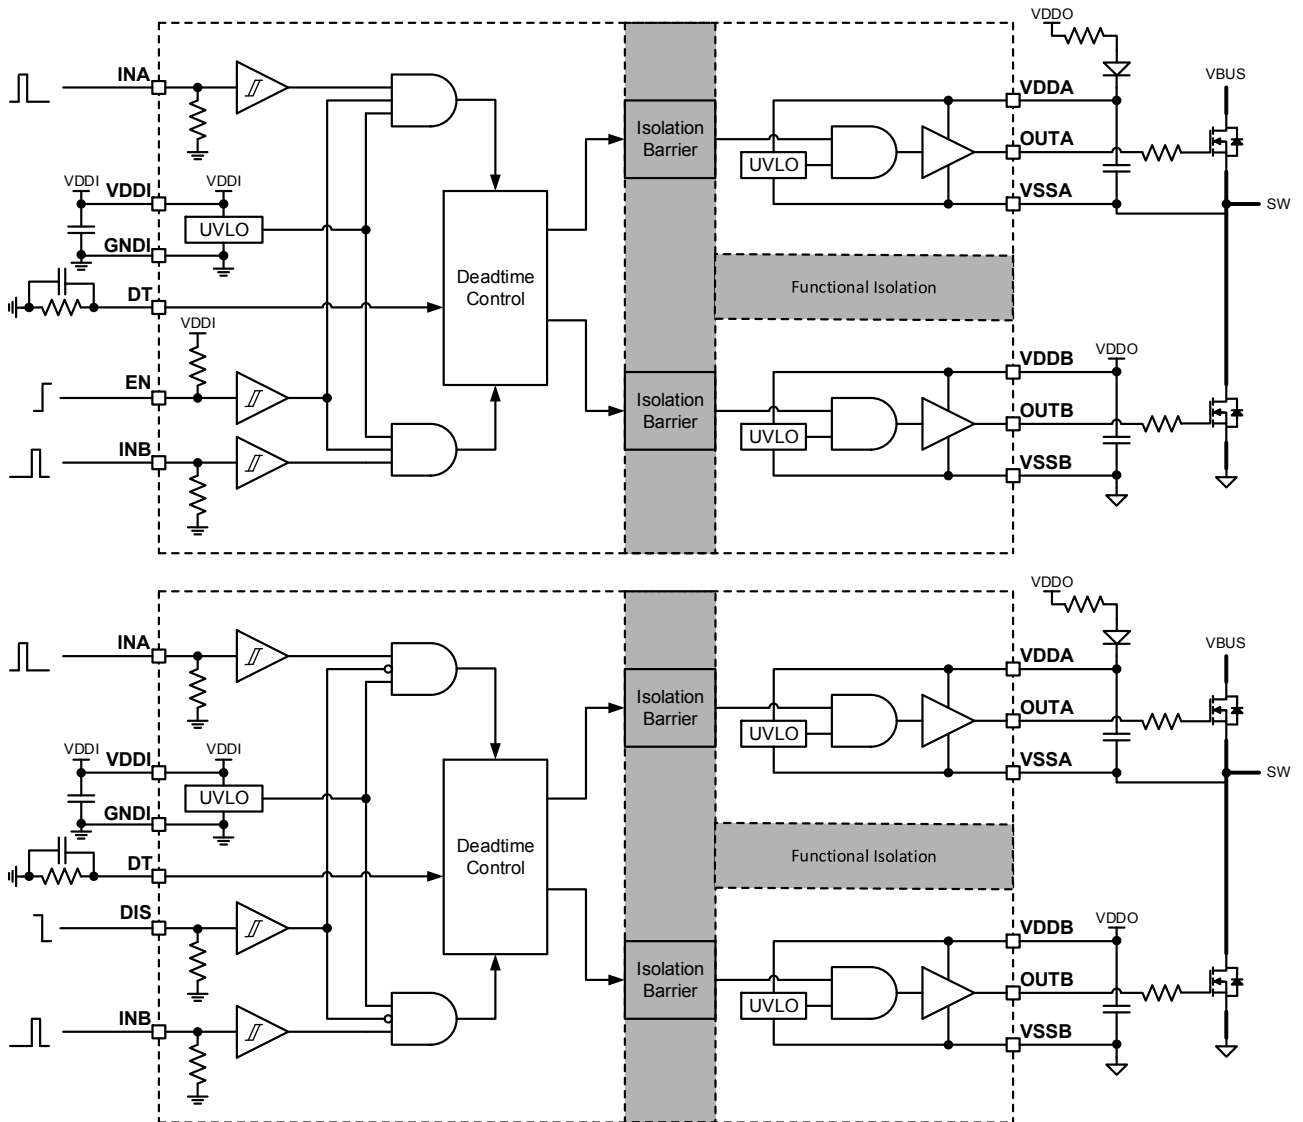 VDDO
INA
VBUS
VDDA
Isolation
Barrier
OUTA
UVLO
VDDI
VDDI
VDDI
VSSA
SW
UVLO
GNDI
Deadtime
Control
Functional Isolation
DT
VDDI
VDDB
VDDO
EN
Isolation
Barrier
OUTB
UVLO
INB
VSSB
VDDO
INA
VBUS
VDDA
Isolation
Barrier
OUTA
UVLO
VDDI
VDDI
VDDI
VSSA
SW
UVLO
GNDI
Deadtime
Control
Functional Isolation
DT
DIS
VDDB
VDDO
Isolation
Barrier
OUTB
UVLO
INB
VSSB